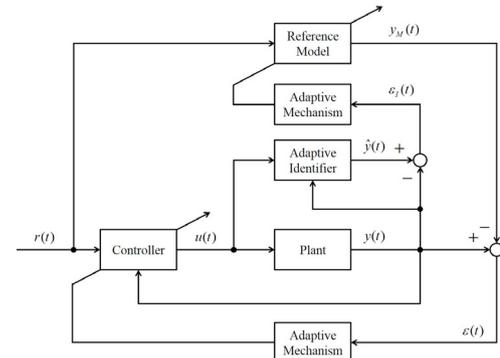 Reference
Model
y_M(t)
Adaptive
Mechanism
ε_I(t)
Adaptive
Identifier
ŷ(t) +
−
r(t)
Controller
u(t)
Plant
y(t)
+ −
Adaptive
Mechanism
ε(t)